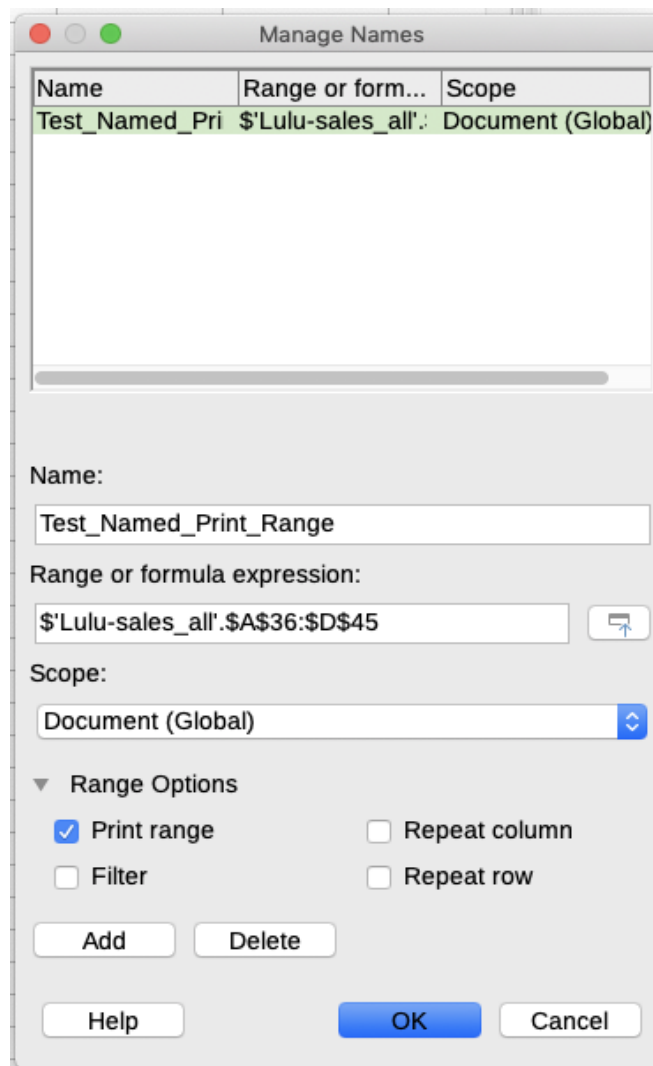 Manage Names
Name Range or form... Scope
Test_Named_Pri $'Lulu-sales_all'. Document (Global)
Name:
Test_Named_Print_Range
Range or formula expression:
$'Lulu-sales_all'.$A$36:$D$45
Scope:
Document (Global)
Range Options
Print range Repeat column
Filter Repeat row
Add Delete
Help OK Cancel